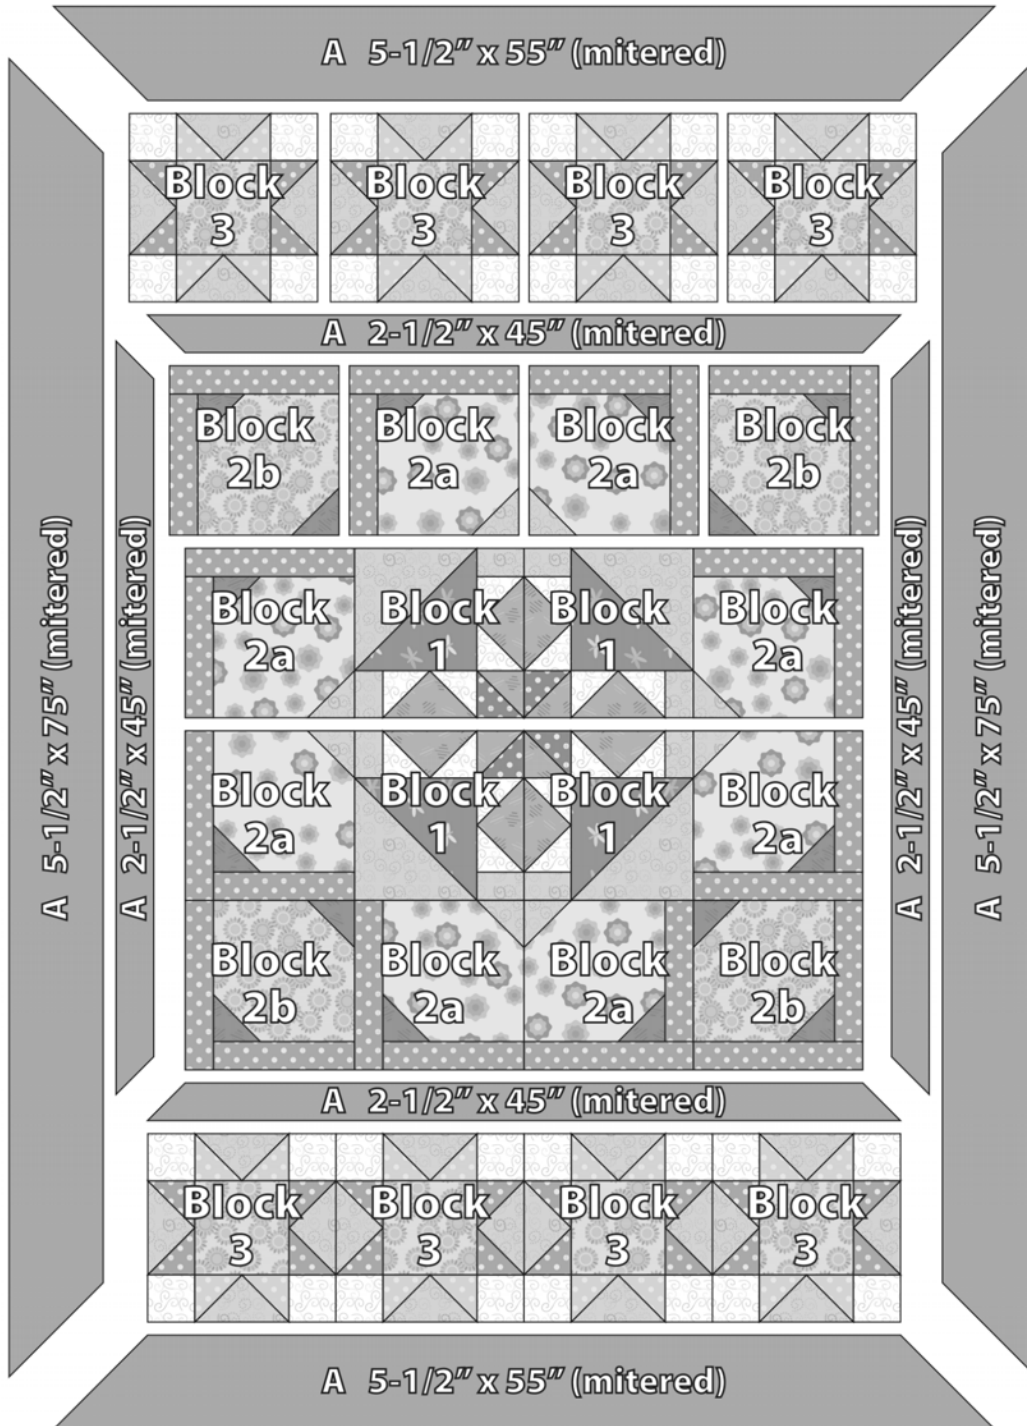 A 5-1/2” x 55” (mitered)
Block
3
Block
3
Block
3
Block
3
A 2-1/2” x 45” (mitered)
Block
2b
Block
2a
Block
2a
Block
2b
A 5-1/2” x 75” (mitered)
A 2-1/2” x 45” (mitered)
Block
2a
Block
1
Block
1
Block
2a
A 2-1/2” x 45” (mitered)
A 5-1/2” x 75” (mitered)
Block
2a
Block
1
Block
1
Block
2a
Block
2b
Block
2a
Block
2a
Block
2b
A 2-1/2” x 45” (mitered)
Block
3
Block
3
Block
3
Block
3
A 5-1/2” x 55” (mitered)